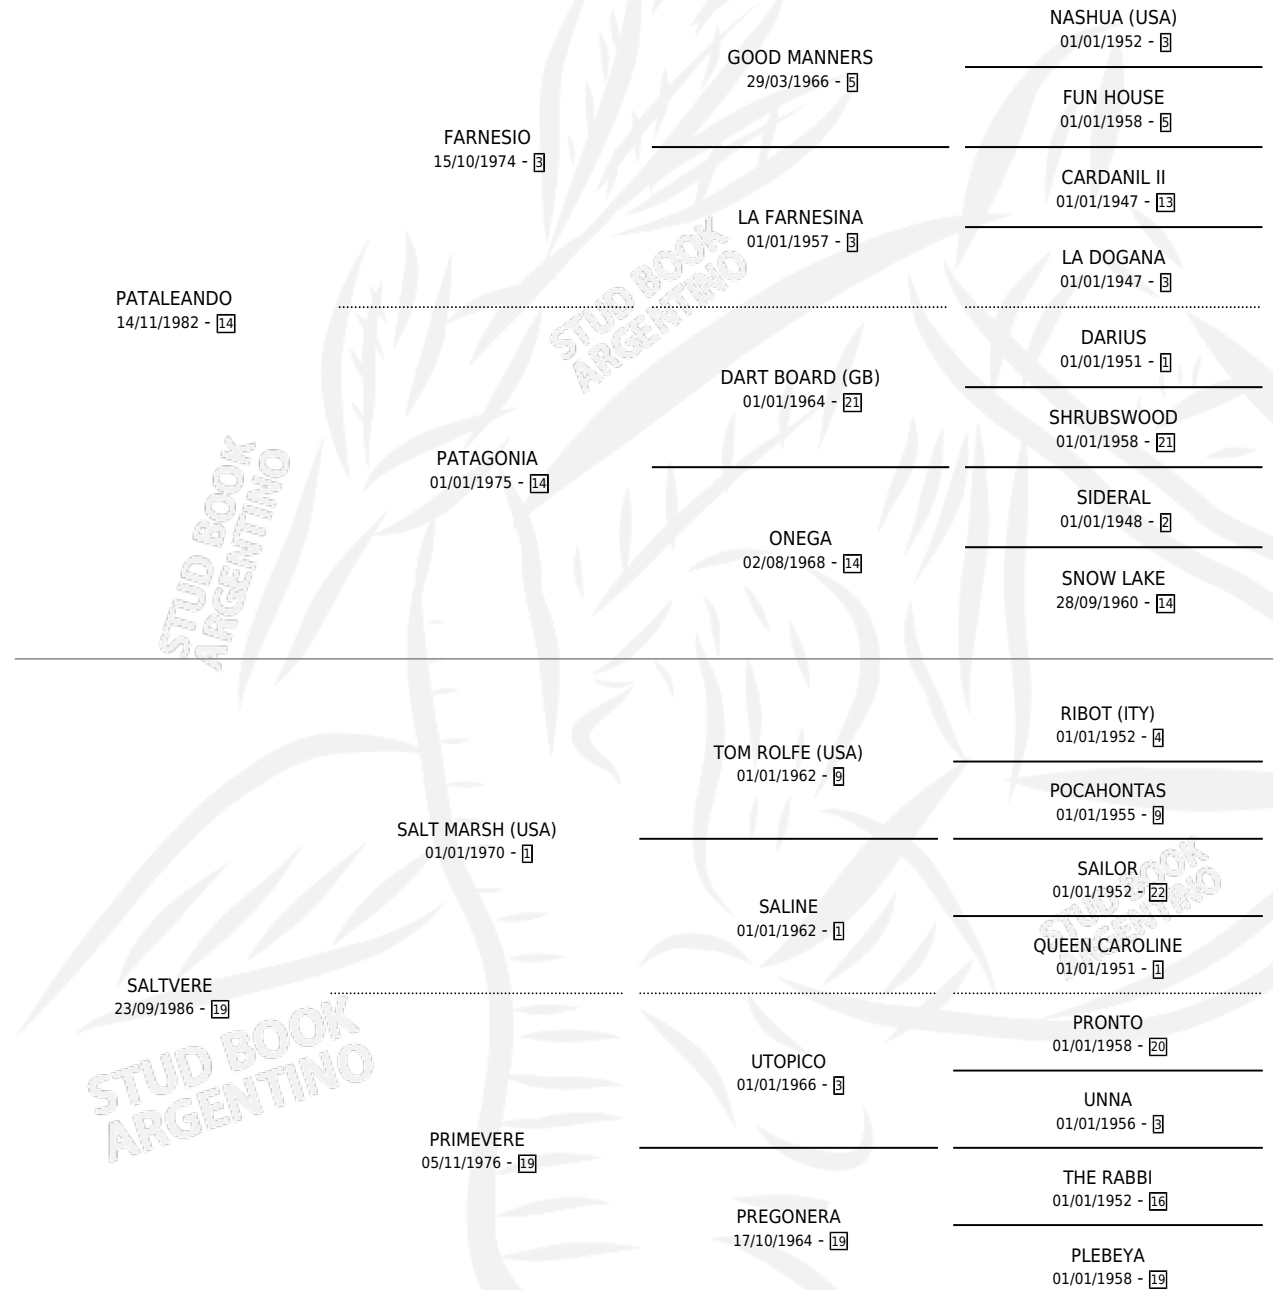 NASHUA (USA)
01/01/1952 - 3
GOOD MANNERS
29/03/1966 - 5
FUN HOUSE
01/01/1958 - 5
FARNESIO
15/10/1974 - 3
CARDANIL II
01/01/1947 - 13
LA FARNESINA
01/01/1957 - 3
LA DOGANA
01/01/1947 - 3
PATALEANDO
14/11/1982 - 14
STUD BOOK
ARGENTINO
DARIUS
01/01/1951 - 1
DART BOARD (GB)
01/01/1964 - 21
SHRUBSWOOD
01/01/1958 - 21
PATAGONIA
01/01/1975 - 14
SIDERAL
01/01/1948 - 2
ONEGA
02/08/1968 - 14
SNOW LAKE
28/09/1960 - 14
STUD BOOK
ARGENTINO
RIBOT (ITY)
01/01/1952 - 4
TOM ROLFE (USA)
01/01/1962 - 9
POCAHONTAS
01/01/1955 - 9
SALT MARSH (USA)
01/01/1970 - 1
SAILOR
01/01/1952 - 22
SALINE
01/01/1962 - 1
QUEEN CAROLINE
01/01/1951 - 1
STUD BOOK
ARGENTINO
SALTVERE
23/09/1986 - 19
STUD BOOK
ARGENTINO
PRONTO
01/01/1958 - 20
UTOPICO
01/01/1966 - 3
UNNA
01/01/1956 - 3
PRIMEVERE
05/11/1976 - 19
THE RABBI
01/01/1952 - 16
PREGONERA
17/10/1964 - 19
PLEBEYA
01/01/1958 - 19